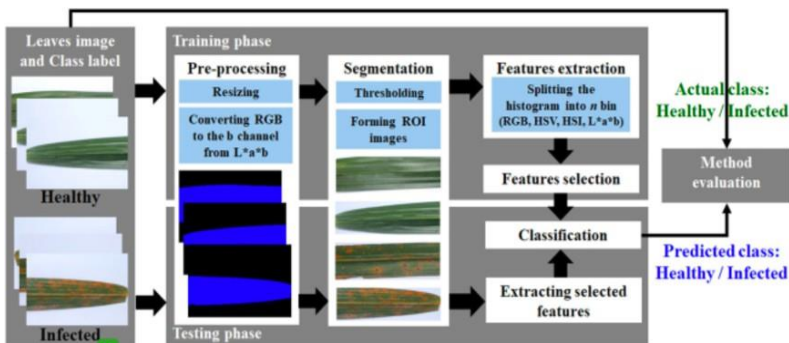 Leaves image
and Class label
Healthy
Infected
Training phase
Pre-processing
Resizing
Converting RGB
to the b channel
from L*a*b
Segmentation
Thresholding
Forming ROI
images
Features extraction
Splitting the
histogram into n bin
(RGB, HSV, HSI, L*a*b)
Features selection
Classification
Extracting selected
features
Testing phase
Actual class:
Healthy / Infected
Method
evaluation
Predicted class:
Healthy / Infected